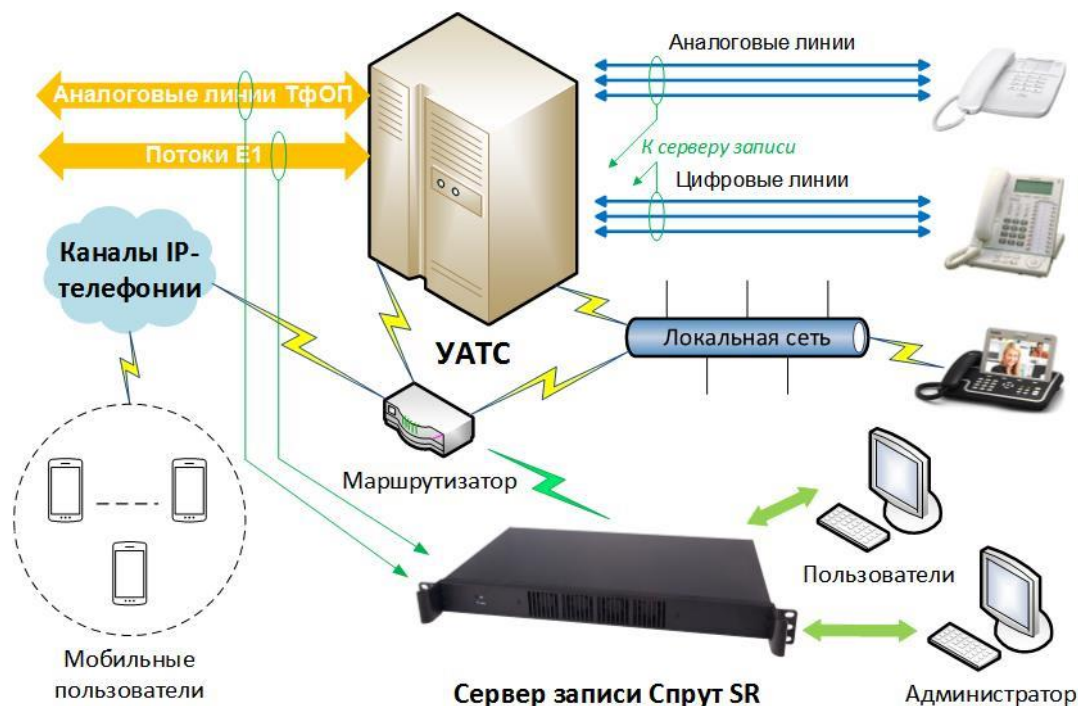 Аналоговые линии
Аналоговые линии ТфОП
К серверу записи
Потоки E1
Цифровые линии
Каналы IP-
телефонии
Локальная сеть
УАТС
Маршрутизатор
Пользователи
Мобильные
пользователи
Сервер записи Спрут SR
Администратор